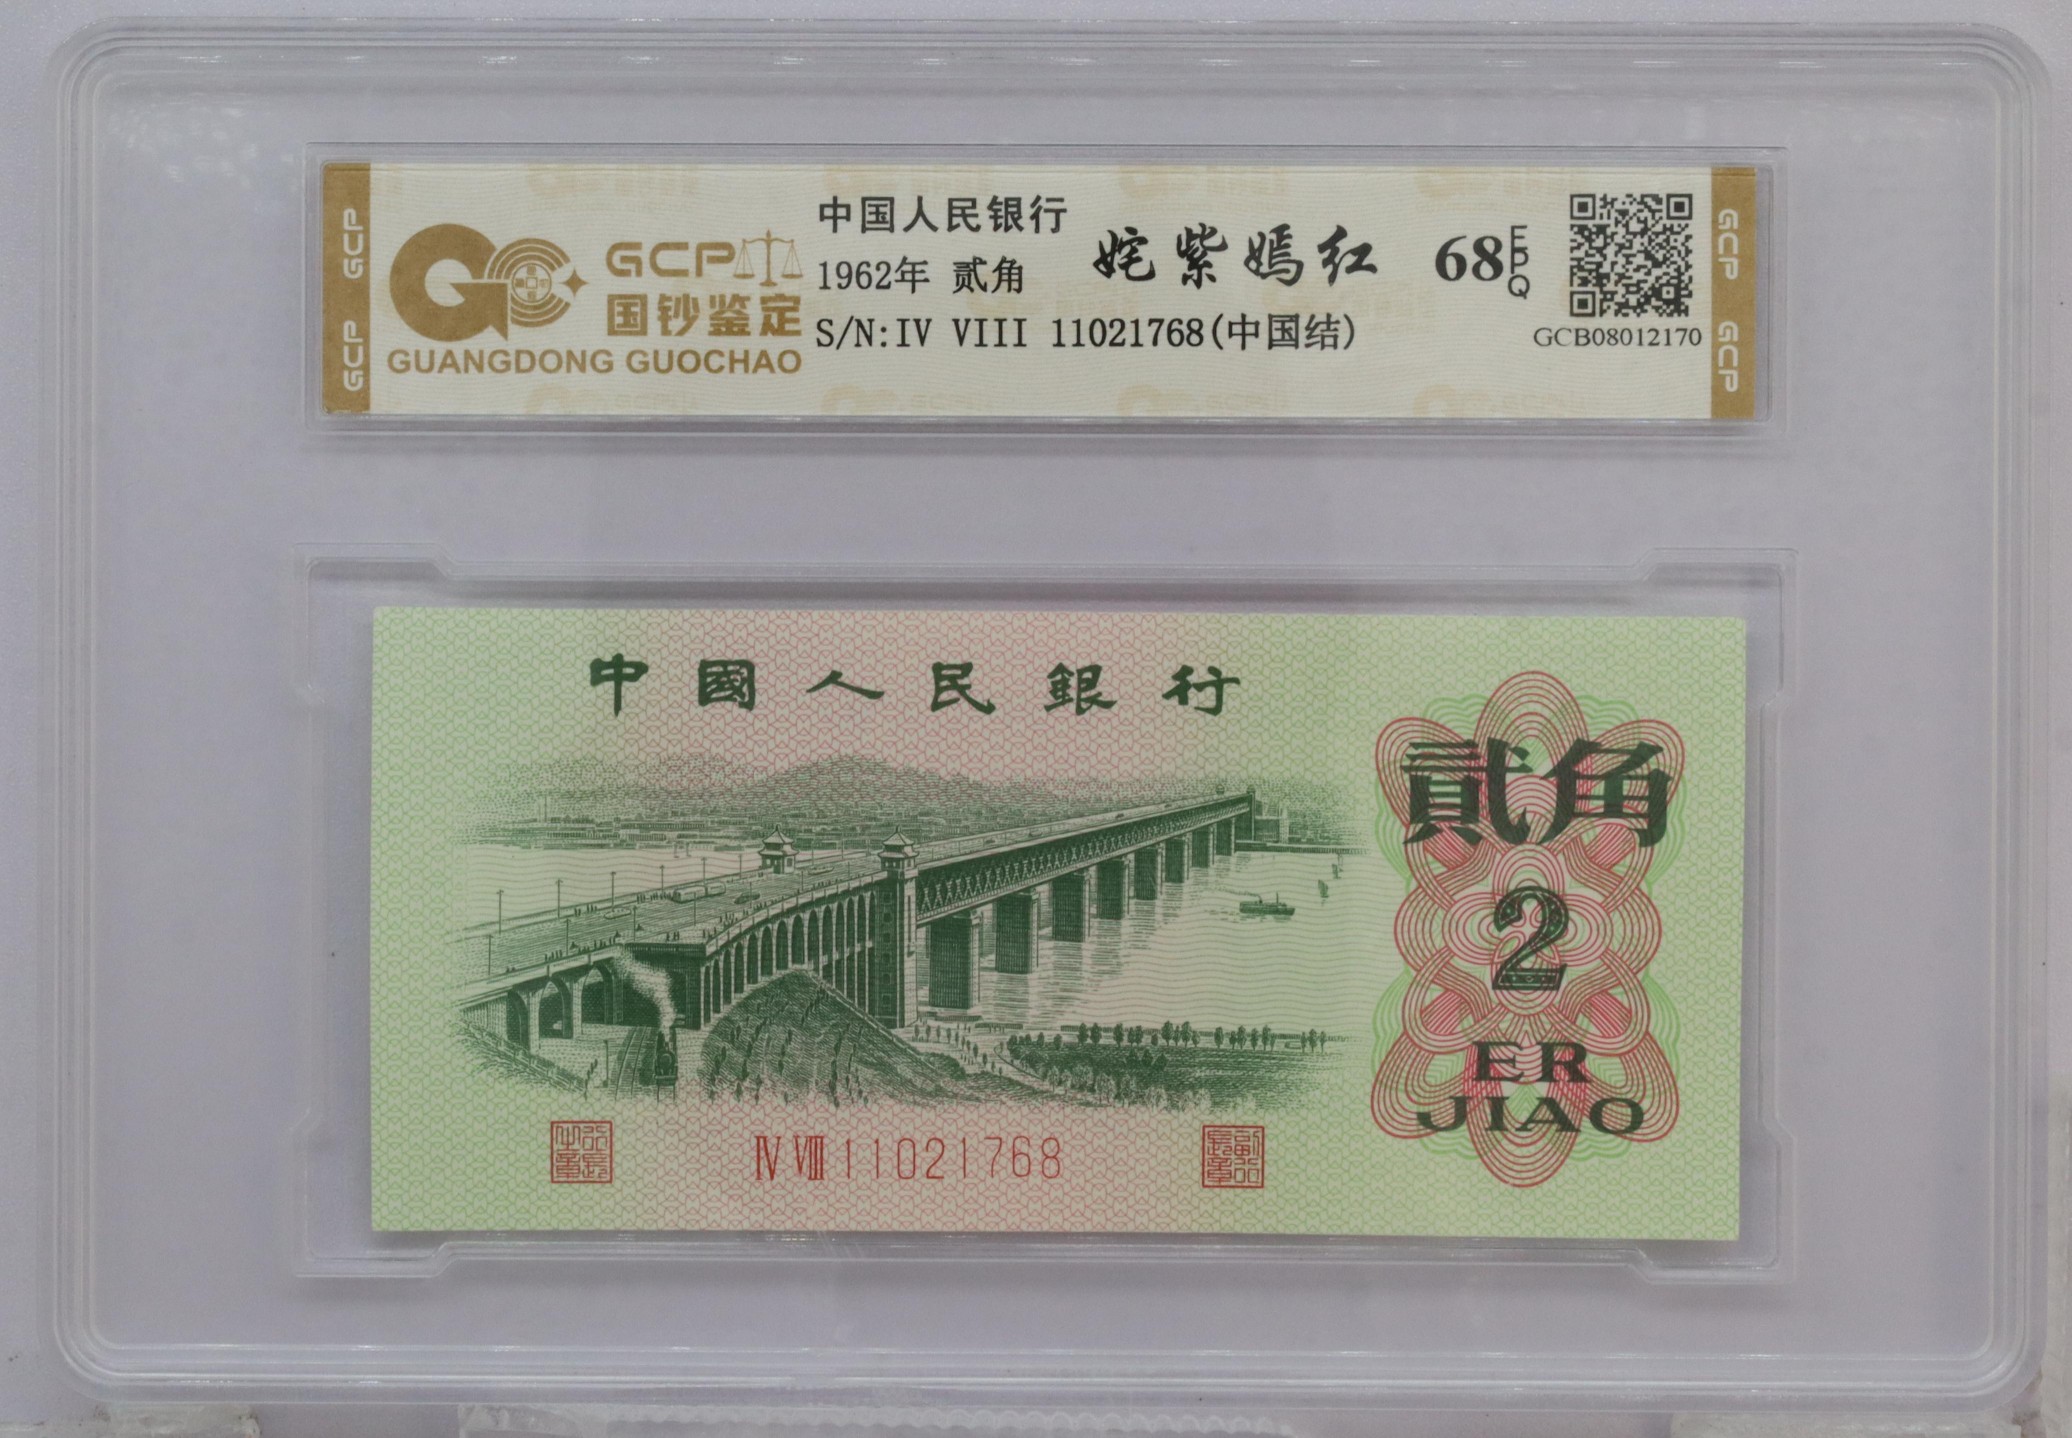 GCP
GCP
GCP
国钞鉴定
GUANGDONG GUOCHAO
中国人民银行
1962年 贰角
S/N:IV VIII 11021768(中国结)
姹紫嫣红
68 EPQ
GCB08012170
GCP
GCP
中國人民銀行
貳角
2
ER
JIAO
Ⅳ Ⅷ 11021768